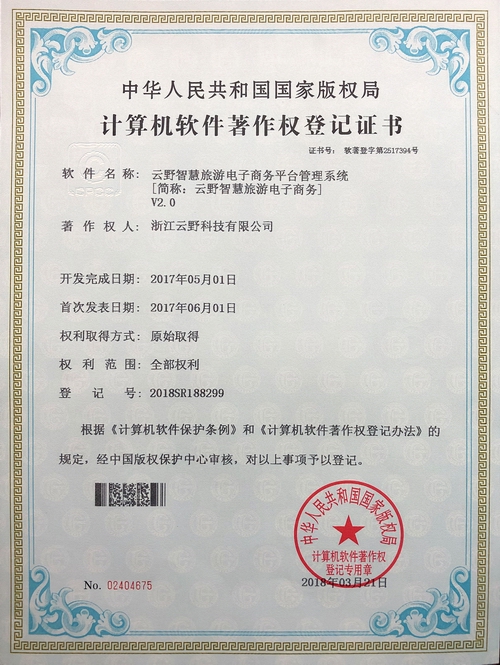 中华人民共和国国家版权局
计算机软件著作权登记证书
证书号: 软著登字第2517394号
软件名称: 云野智慧旅游电子商务平台管理系统
[简称: 云野智慧旅游电子商务]
V2.0
著作权人: 浙江云野科技有限公司
开发完成日期: 2017年05月01日
首次发表日期: 2017年06月01日
权利取得方式: 原始取得
权利范围: 全部权利
登记号: 2018SR188299
根据《计算机软件保护条例》和《计算机软件著作权登记办法》的
规定, 经中国版权保护中心审核, 对以上事项予以登记。
中华人民共和国国家版权局
计算机软件著作权
登记专用章
No. 02404675
2018年03月21日